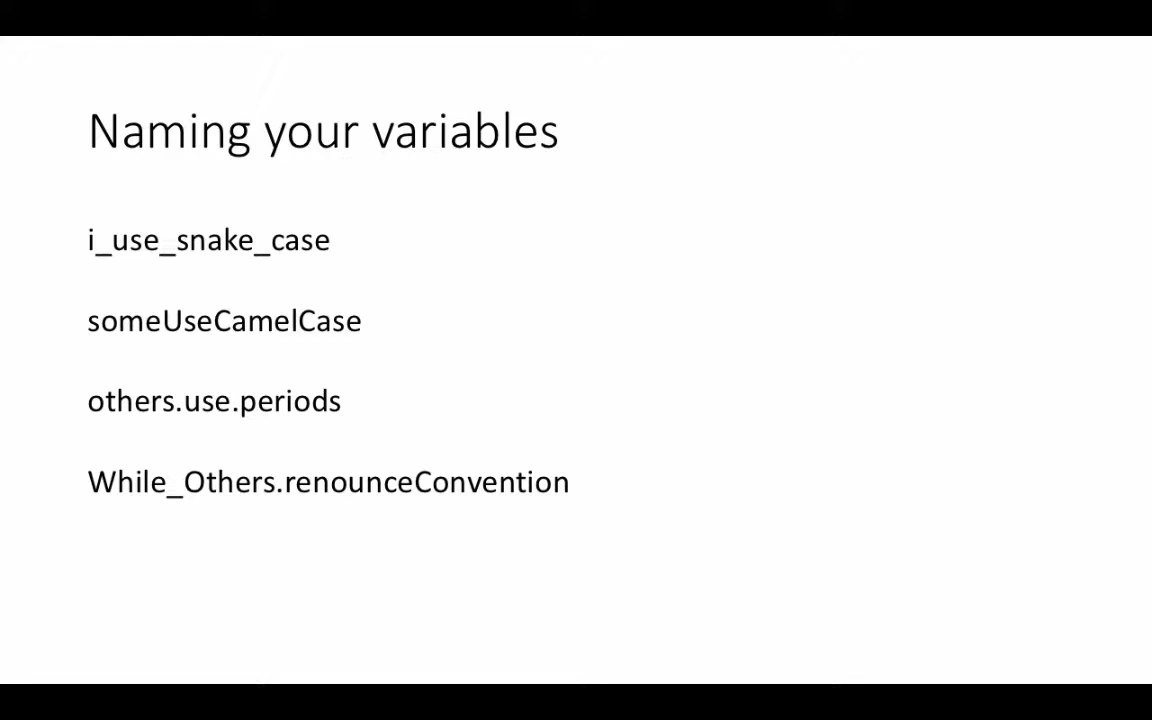 Naming your variables
i_use_snake_case
someUseCamelCase
others.use.periods
While_Others.renounceConvention